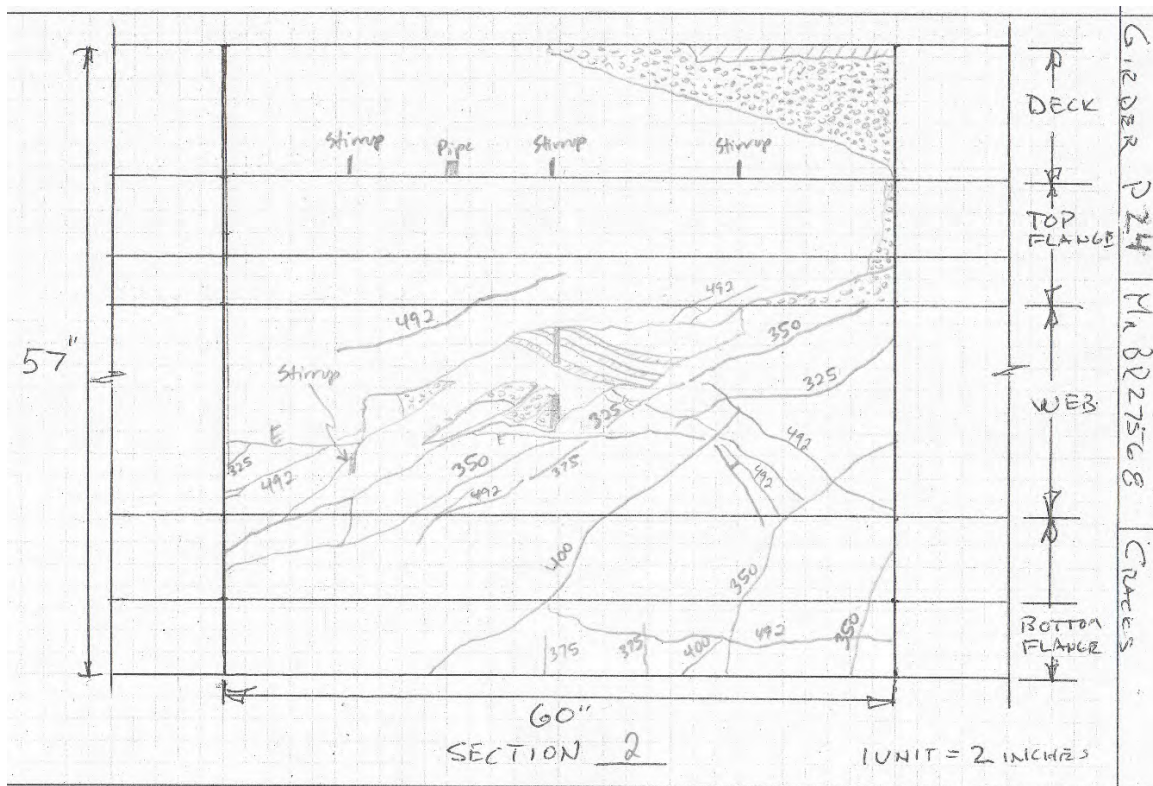 DECK
Stirrup
Pipe
Stirrup
Stirrup
TOP
FLANGE
492
492
350
57"
Stirrup
325
325
WEB
E
E
325
492
350
375
492
492
492
400
350
350
375
375
400
492
BOTTOM
FLANGE
60"
SECTION 2
1 UNIT = 2 INCHES
GIRDER P24
CRACKS